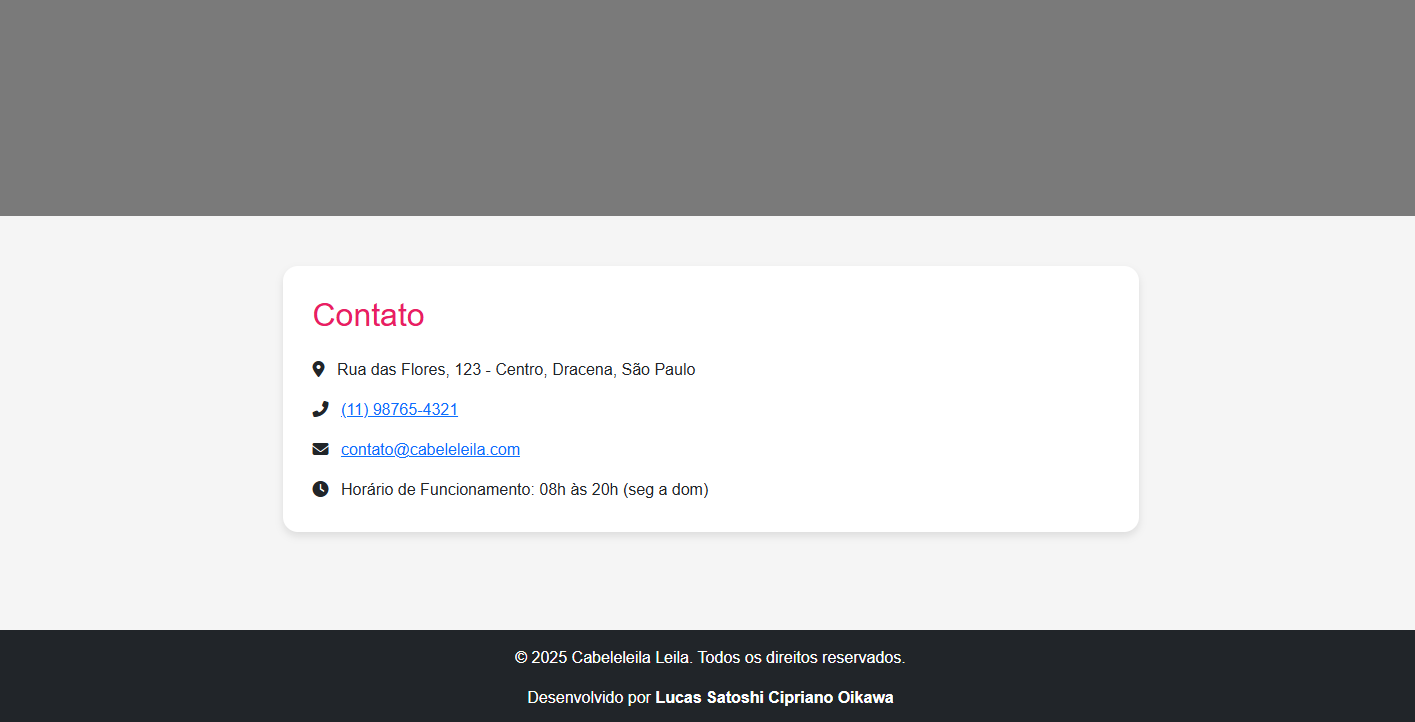 Contato
Rua das Flores, 123 - Centro, Dracena, São Paulo
(11) 98765-4321
contato@cabeleleila.com
Horário de Funcionamento: 08h às 20h (seg a dom)
© 2025 Cabeleleila Leila. Todos os direitos reservados.
Desenvolvido por Lucas Satoshi Cipriano Oikawa